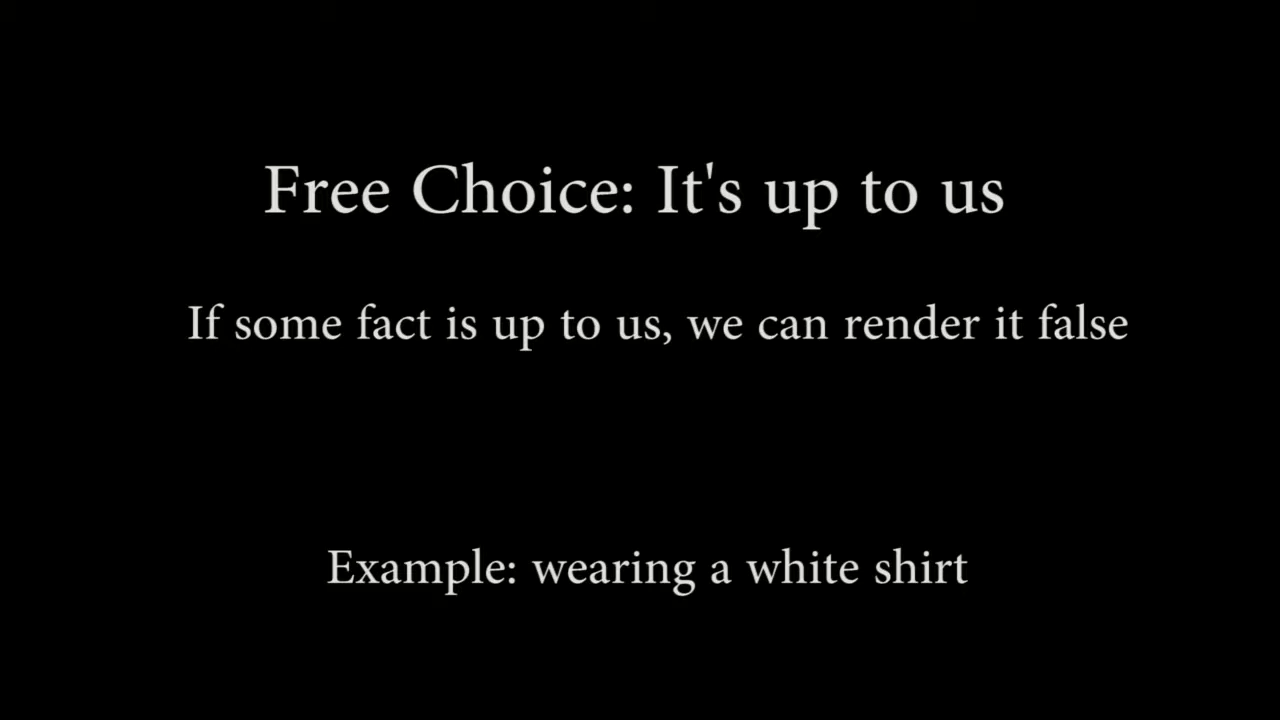 Free Choice: It's up to us
If some fact is up to us, we can render it false
Example: wearing a white shirt